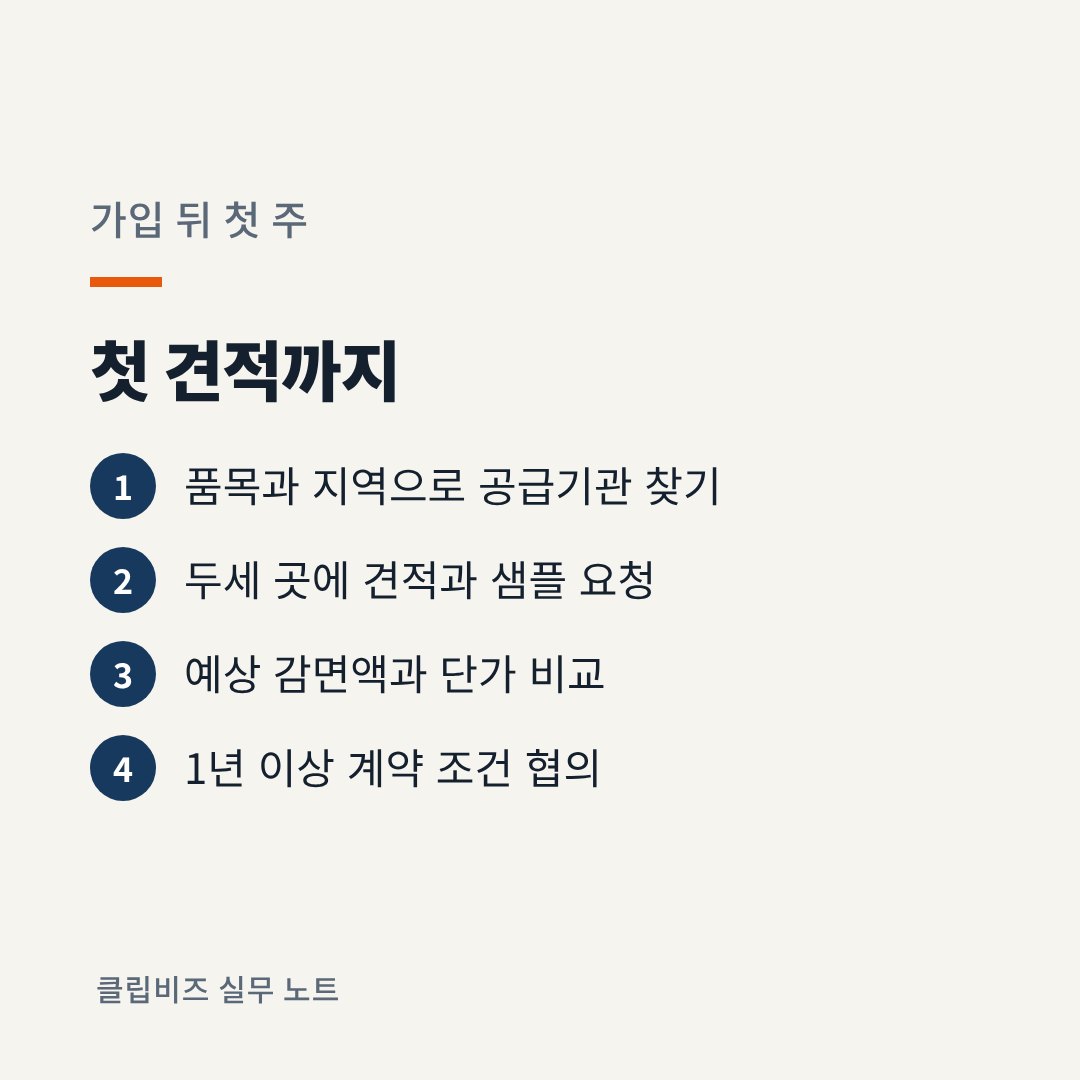 가입 뒤 첫 주
첫 견적까지
1 품목과 지역으로 공급기관 찾기
2 두세 곳에 견적과 샘플 요청
3 예상 감면액과 단가 비교
4 1년 이상 계약 조건 협의
클립비즈 실무 노트